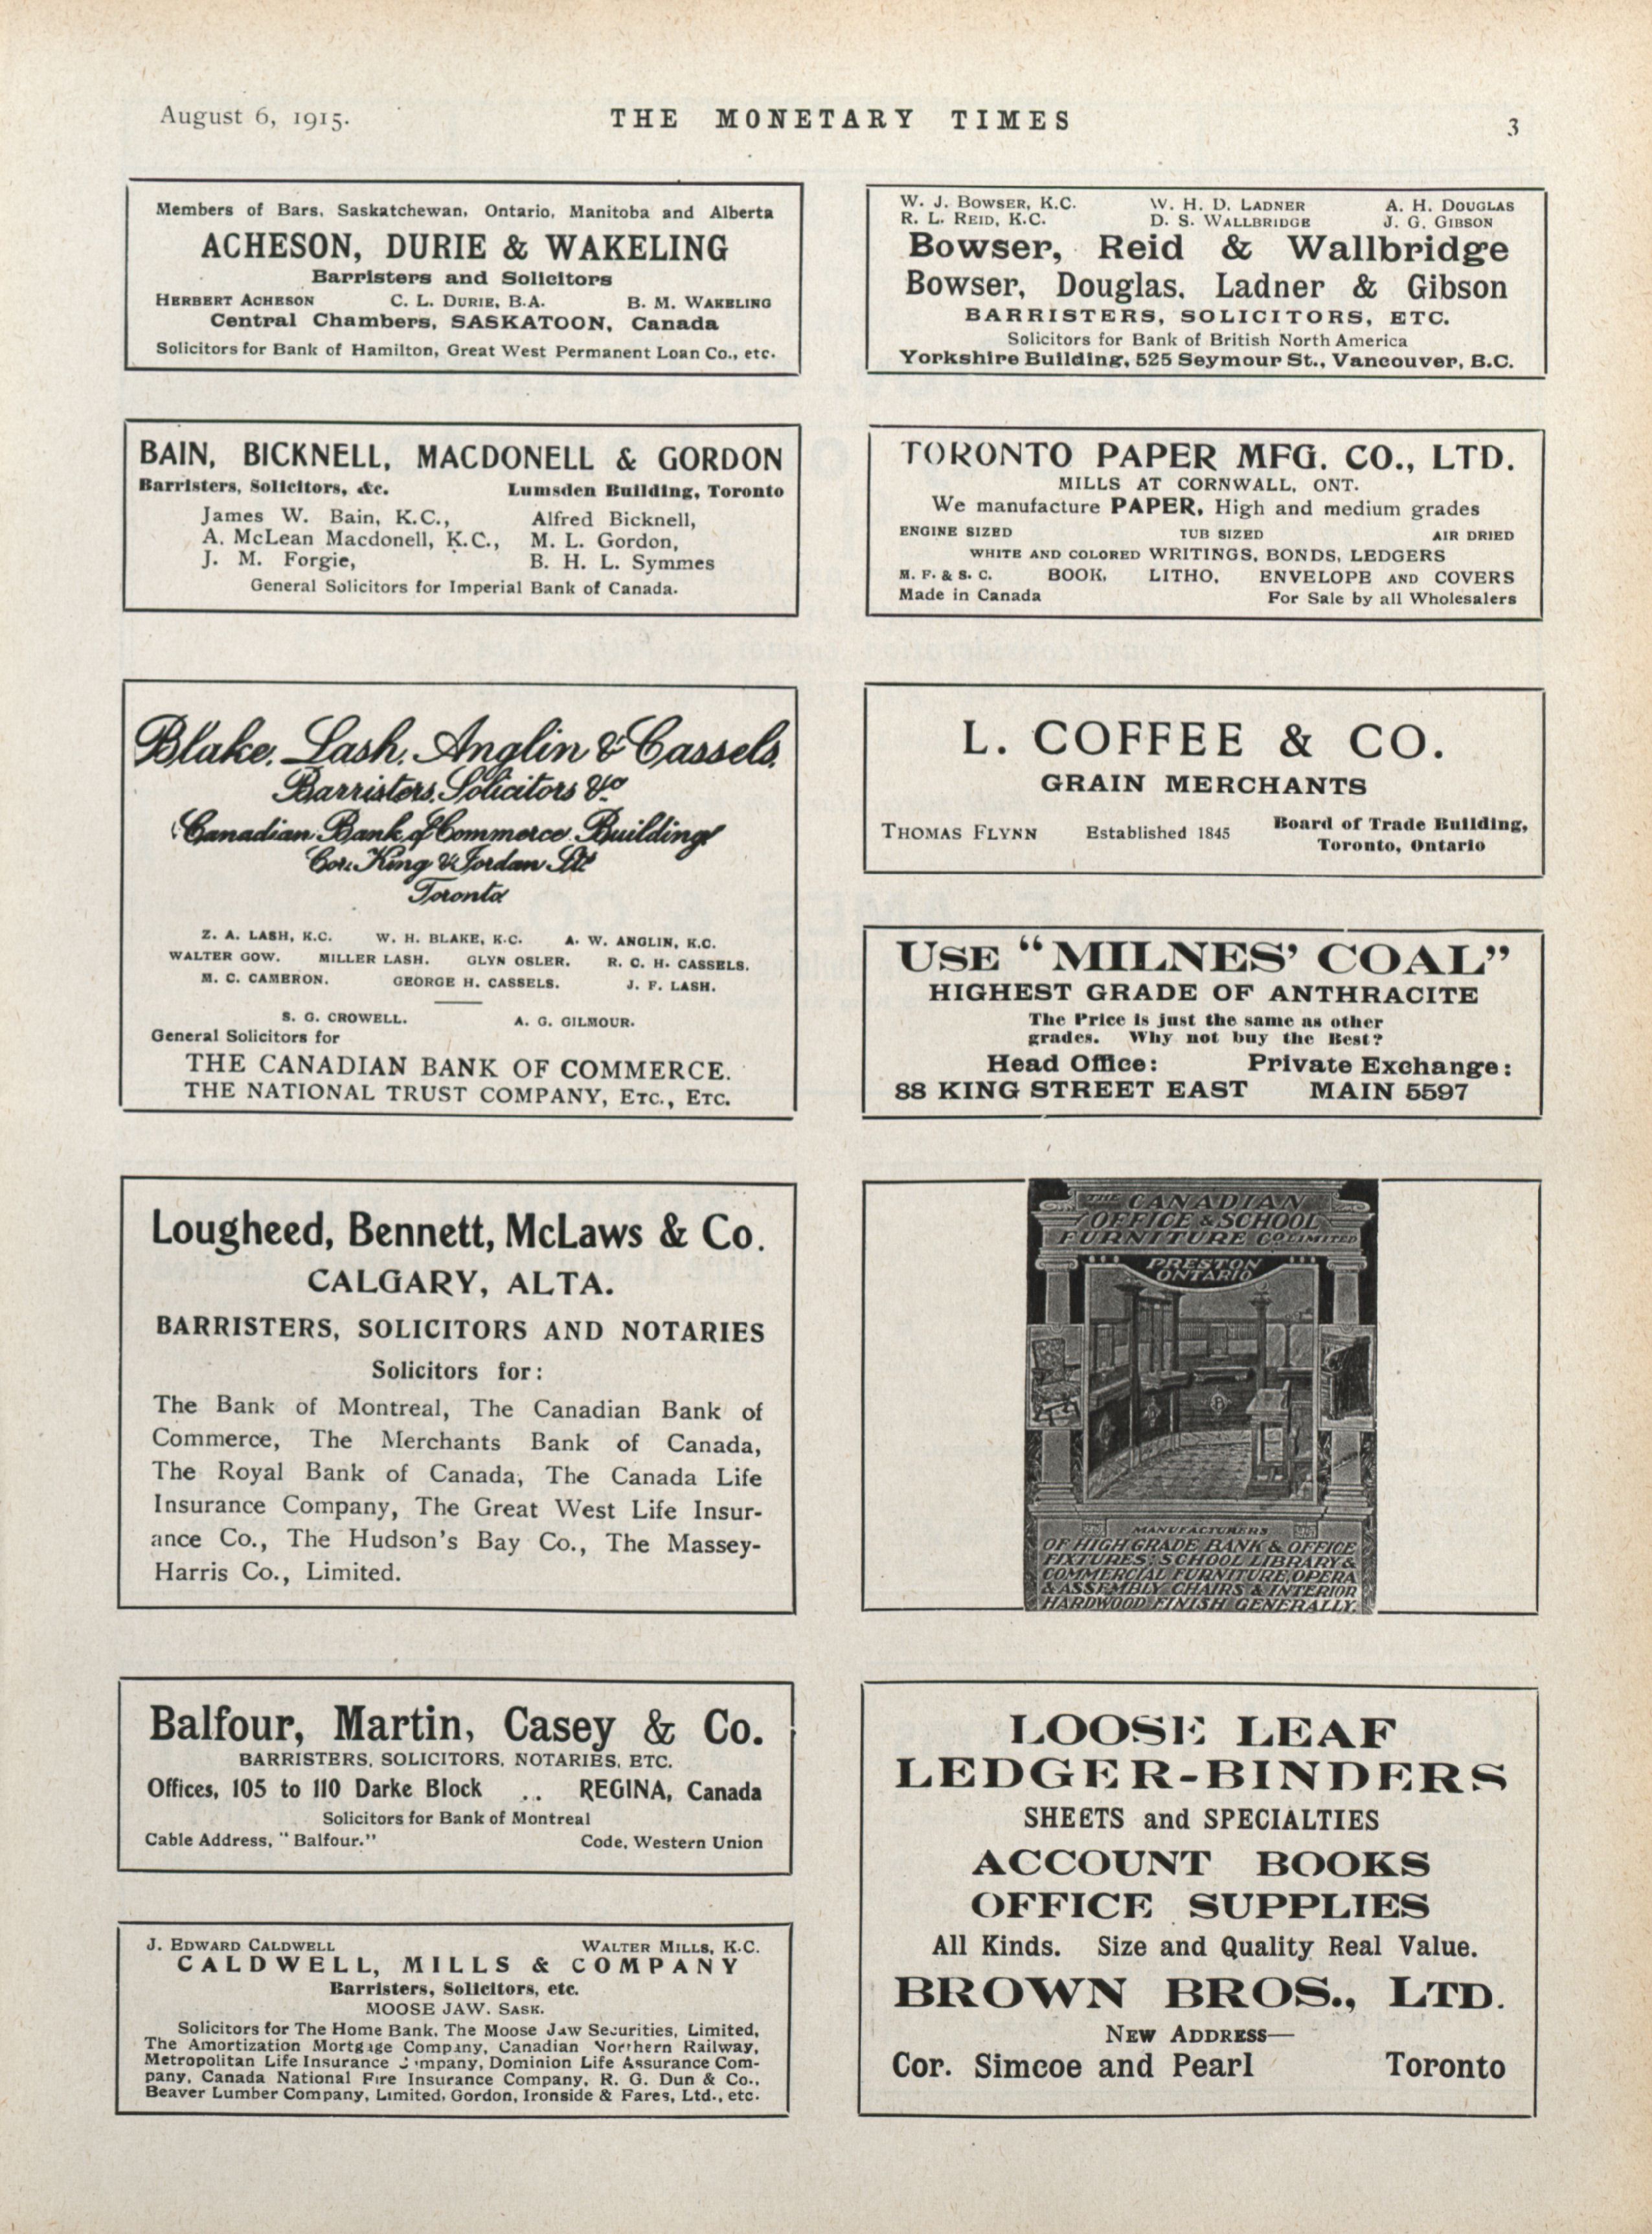 August 6, 1915.
THE MONETARY TIMES
3
Members of Bars, Saskatchewan, Ontario, Manitoba and Alberta
ACHESON, DURIE & WAKELING
Barristers and Solicitors
HERBERT ACHESON C. L. DURIE, B.A. B. M. WAKELING
Central Chambers, SASKATOON, Canada
Solicitors for Bank of Hamilton, Great West Permanent Loan Co., etc.
BAIN, BICKNELL, MACDONELL & GORDON
Barristers, Solicitors, &c. Lumsden Building, Toronto
James W. Bain, K.C., Alfred Bicknell,
A. McLean Macdonell, K.C., M. L. Gordon,
J. M. Forgie, B. H. L. Symmes
General Solicitors for Imperial Bank of Canada.
Blake, Lash, Anglin & Cassels,
Barristers, Solicitors &c
Canadian Bank of Commerce Building
Cor. King & Jordan Sts
Toronto
Z. A. LASH, K.C. W. H. BLAKE, K.C. A. W. ANGLIN, K.C.
WALTER GOW. MILLER LASH. GLYN OSLER. R. C. H. CASSELS.
M. C. CAMERON. GEORGE H. CASSELS. J. F. LASH.
S. G. CROWELL. A. G. GILMOUR.
General Solicitors for
THE CANADIAN BANK OF COMMERCE.
THE NATIONAL TRUST COMPANY, ETC., ETC.
Lougheed, Bennett, McLaws & Co.
CALGARY, ALTA.
BARRISTERS, SOLICITORS AND NOTARIES
Solicitors for:
The Bank of Montreal, The Canadian Bank of
Commerce, The Merchants Bank of Canada,
The Royal Bank of Canada, The Canada Life
Insurance Company, The Great West Life Insur-
ance Co., The Hudson's Bay Co., The Massey-
Harris Co., Limited.
Balfour, Martin, Casey & Co.
BARRISTERS, SOLICITORS, NOTARIES, ETC.
Offices, 105 to 110 Darke Block .. REGINA, Canada
Solicitors for Bank of Montreal
Cable Address, "Balfour." Code, Western Union
J. EDWARD CALDWELL WALTER MILLS, K.C.
CALDWELL, MILLS & COMPANY
Barristers, Solicitors, etc.
MOOSE JAW, SASK.
Solicitors for The Home Bank, The Moose Jaw Securities, Limited,
The Amortization Mortgage Company, Canadian Northern Railway,
Metropolitan Life Insurance Company, Dominion Life Assurance Com-
pany, Canada National Fire Insurance Company, R. G. Dun & Co.,
Beaver Lumber Company, Limited, Gordon, Ironside & Fares, Ltd., etc.
W. J. BOWSER, K.C. W. H. D. LADNER A. H. DOUGLAS
R. L. REID, K.C. D. S. WALLBRIDGE J. G. GIBSON
Bowser, Reid & Wallbridge
Bowser, Douglas, Ladner & Gibson
BARRISTERS, SOLICITORS, ETC.
Solicitors for Bank of British North America
Yorkshire Building, 525 Seymour St., Vancouver, B.C.
TORONTO PAPER MFG. CO., LTD.
MILLS AT CORNWALL, ONT.
We manufacture PAPER, High and medium grades
ENGINE SIZED TUB SIZED AIR DRIED
WHITE AND COLORED WRITINGS, BONDS, LEDGERS
M. F. & S. C. BOOK, LITHO, ENVELOPE AND COVERS
Made in Canada For Sale by all Wholesalers
L. COFFEE & CO.
GRAIN MERCHANTS
THOMAS FLYNN Established 1845 Board of Trade Building,
Toronto, Ontario
USE "MILNES' COAL"
HIGHEST GRADE OF ANTHRACITE
The Price is just the same as other
grades. Why not buy the Best?
Head Office: Private Exchange:
88 KING STREET EAST MAIN 5597
THE CANADIAN
OFFICE & SCHOOL
FURNITURE CO. LIMITED
PRESTON
ONTARIO
MANUFACTURERS
OF HIGH GRADE BANK & OFFICE
FIXTURES, SCHOOL LIBRARY &
COMMERCIAL FURNITURE, OPERA
& ASSEMBLY CHAIRS & INTERIOR
HARDWOOD FINISH GENERALLY.
LOOSE LEAF
LEDGER-BINDERS
SHEETS and SPECIALTIES
ACCOUNT BOOKS
OFFICE SUPPLIES
All Kinds. Size and Quality Real Value.
BROWN BROS., LTD.
NEW ADDRESS—
Cor. Simcoe and Pearl Toronto